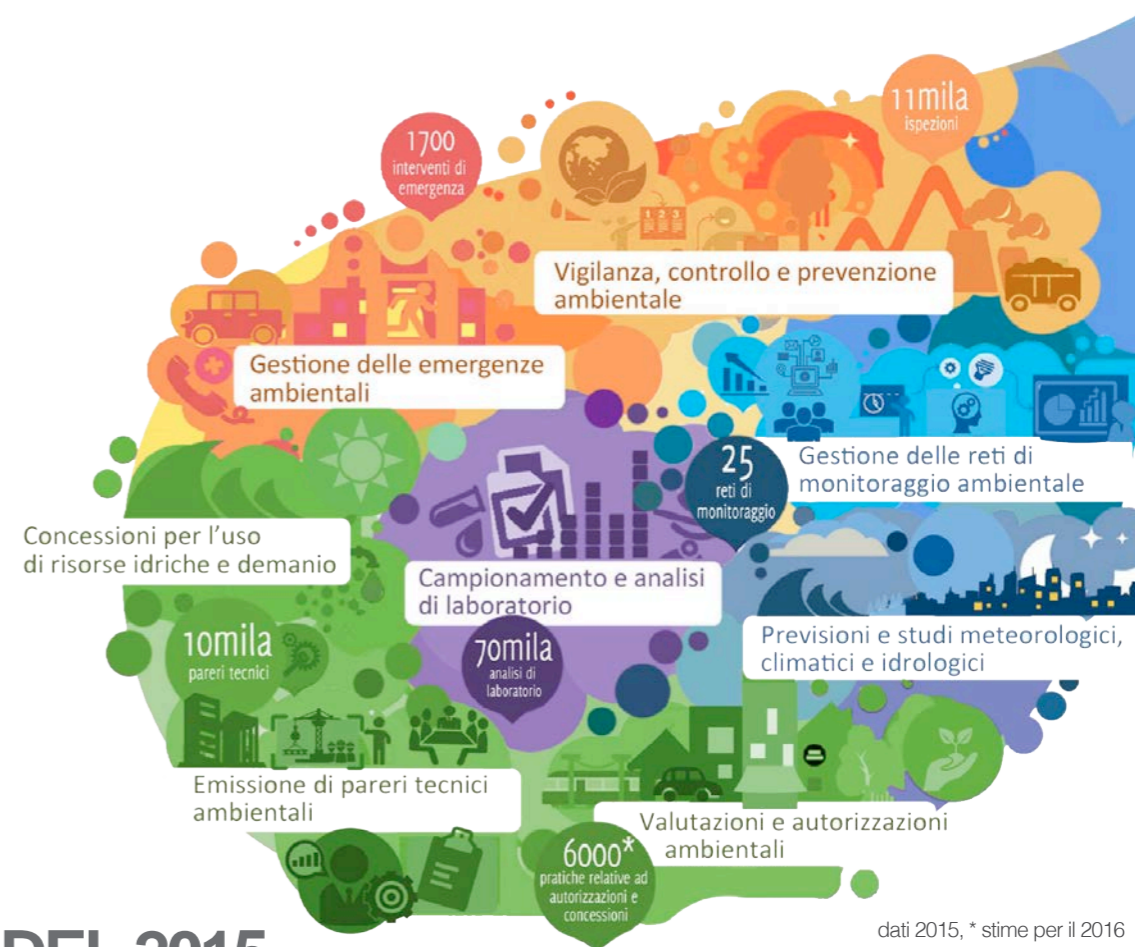 11mila
ispezioni
1700
interventi di
emergenza
1 2 3
Vigilanza, controllo e prevenzione
ambientale
Gestione delle emergenze
ambientali
25
reti di
monitoraggio
Gestione delle reti di
monitoraggio ambientale
Concessioni per l'uso
di risorse idriche e demanio
Campionamento e analisi
di laboratorio
10mila
pareri tecnici
70mila
analisi di
laboratorio
Previsioni e studi meteorologici,
climatici e idrologici
Emissione di pareri tecnici
ambientali
Valutazioni e autorizzazioni
ambientali
6000*
pratiche relative ad
autorizzazioni e
concessioni
DEL 2015
dati 2015, * stime per il 2016